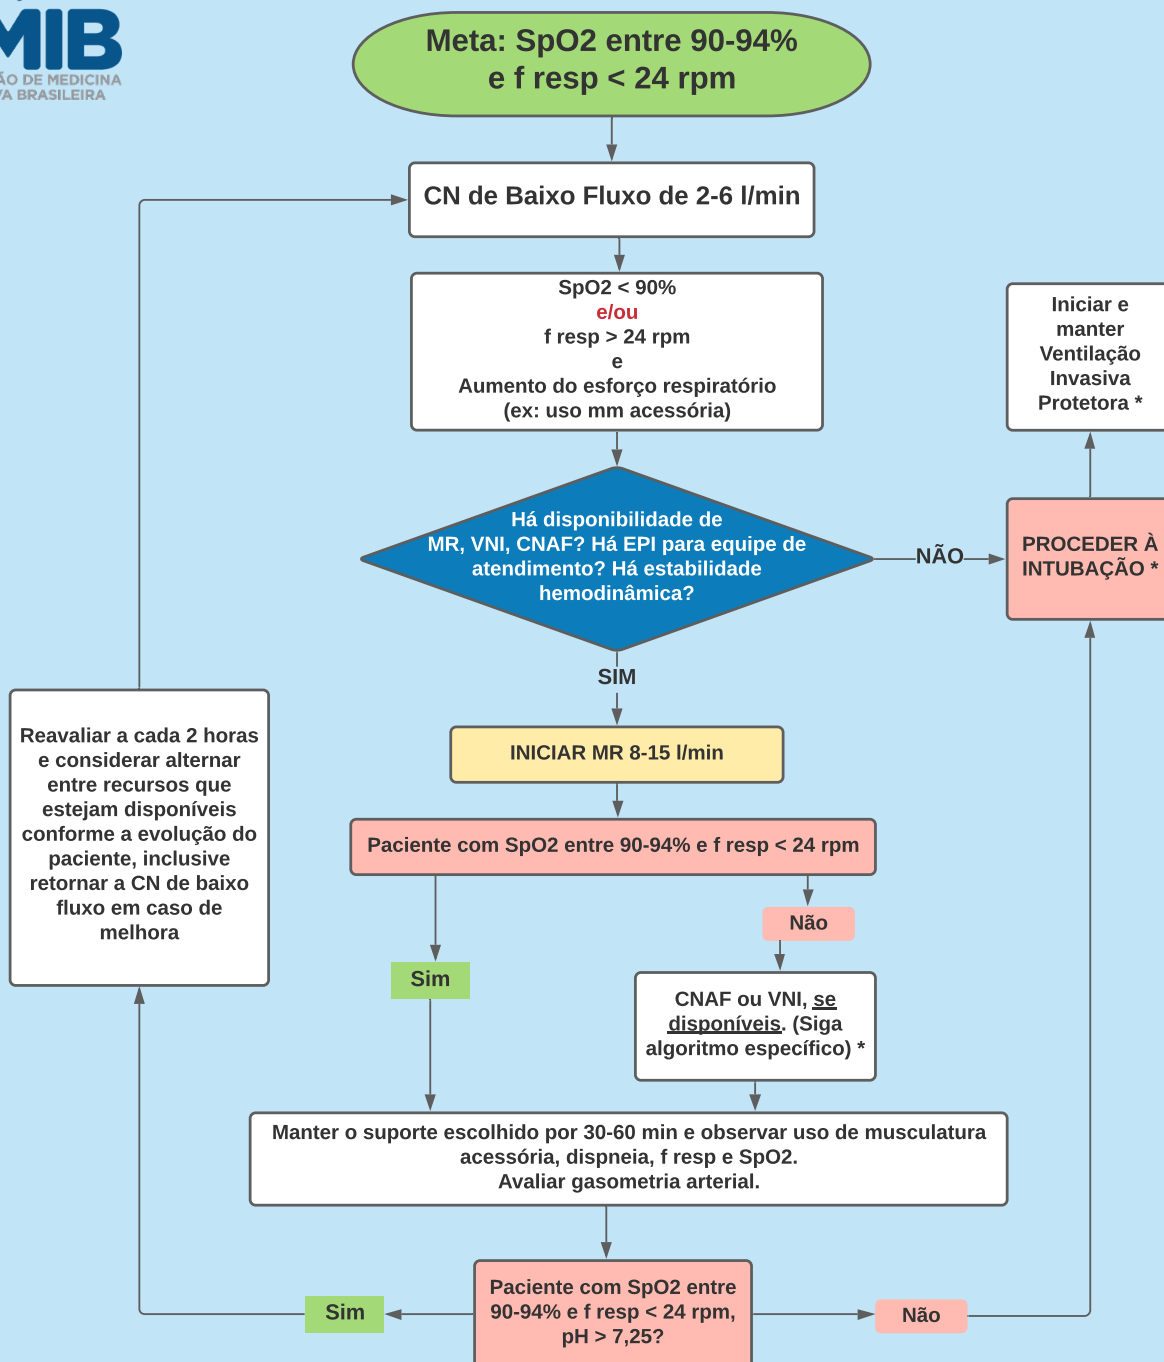 MIB
ÃO DE MEDICINA
VA BRASILEIRA
Meta: SpO2 entre 90-94%
e f resp < 24 rpm
CN de Baixo Fluxo de 2-6 l/min
SpO2 < 90%
e/ou
f resp > 24 rpm
e
Aumento do esforço respiratório
(ex: uso mm acessória)
Iniciar e
manter
Ventilação
Invasiva
Protetora *
Há disponibilidade de
MR, VNI, CNAF? Há EPI para equipe de
atendimento? Há estabilidade
hemodinâmica?
NÃO
PROCEDER À
INTUBAÇÃO *
SIM
INICIAR MR 8-15 l/min
Reavaliar a cada 2 horas
e considerar alternar
entre recursos que
estejam disponíveis
conforme a evolução do
paciente, inclusive
retornar a CN de baixo
fluxo em caso de
melhora
Paciente com SpO2 entre 90-94% e f resp < 24 rpm
Não
Sim
CNAF ou VNI, se
disponíveis. (Siga
algoritmo específico) *
Manter o suporte escolhido por 30-60 min e observar uso de musculatura
acessória, dispneia, f resp e SpO2.
Avaliar gasometria arterial.
Paciente com SpO2 entre
90-94% e f resp < 24 rpm,
pH > 7,25?
Sim
Não